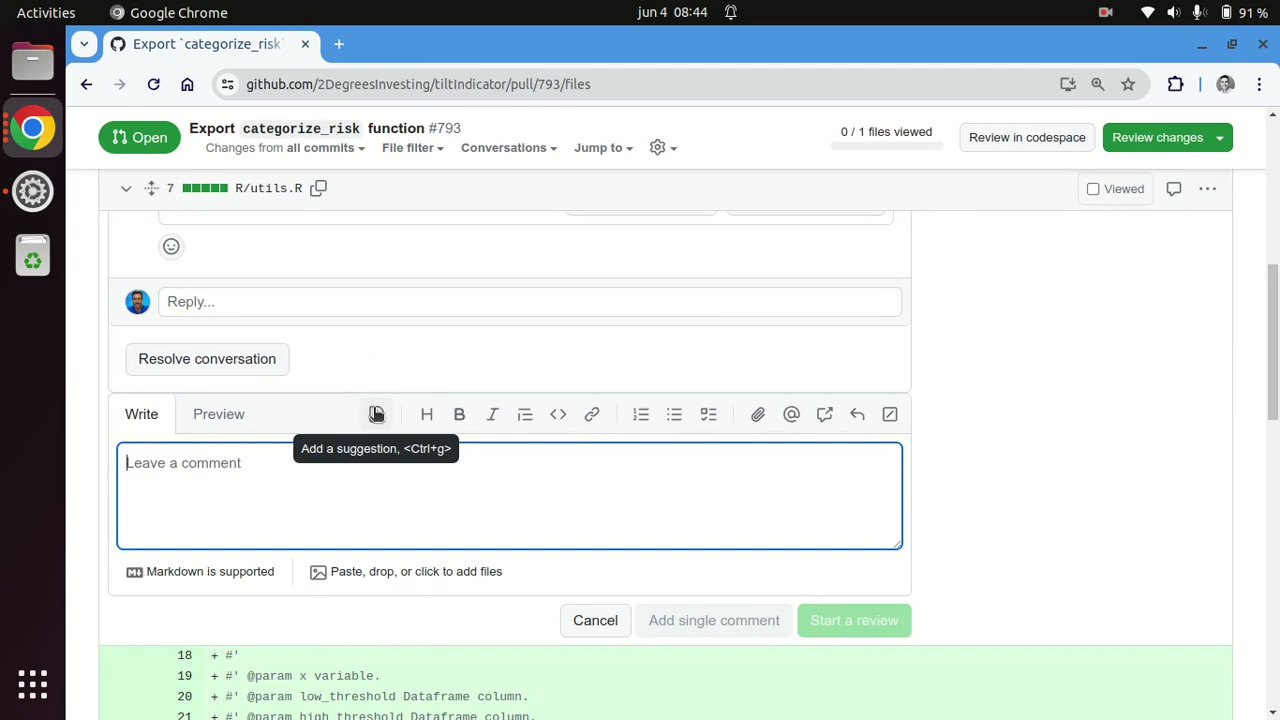 Activities
Google Chrome
jun 4 08:44
91 %
Export `categorize_risk`
github.com/2DegreesInvesting/tiltIndicator/pull/793/files
Open
Export categorize_risk function #793
Changes from all commits
File filter
Conversations
Jump to
0 / 1 files viewed
Review in codespace
Review changes
7
R/utils.R
Viewed
Reply...
Resolve conversation
Write
Preview
Add a suggestion, <Ctrl+g>
Leave a comment
Markdown is supported
Paste, drop, or click to add files
Cancel
Add single comment
Start a review
18 + #'
19 + #' @param x variable.
20 + #' @param low_threshold Dataframe column.
21 + #' @param high_threshold Dataframe column.